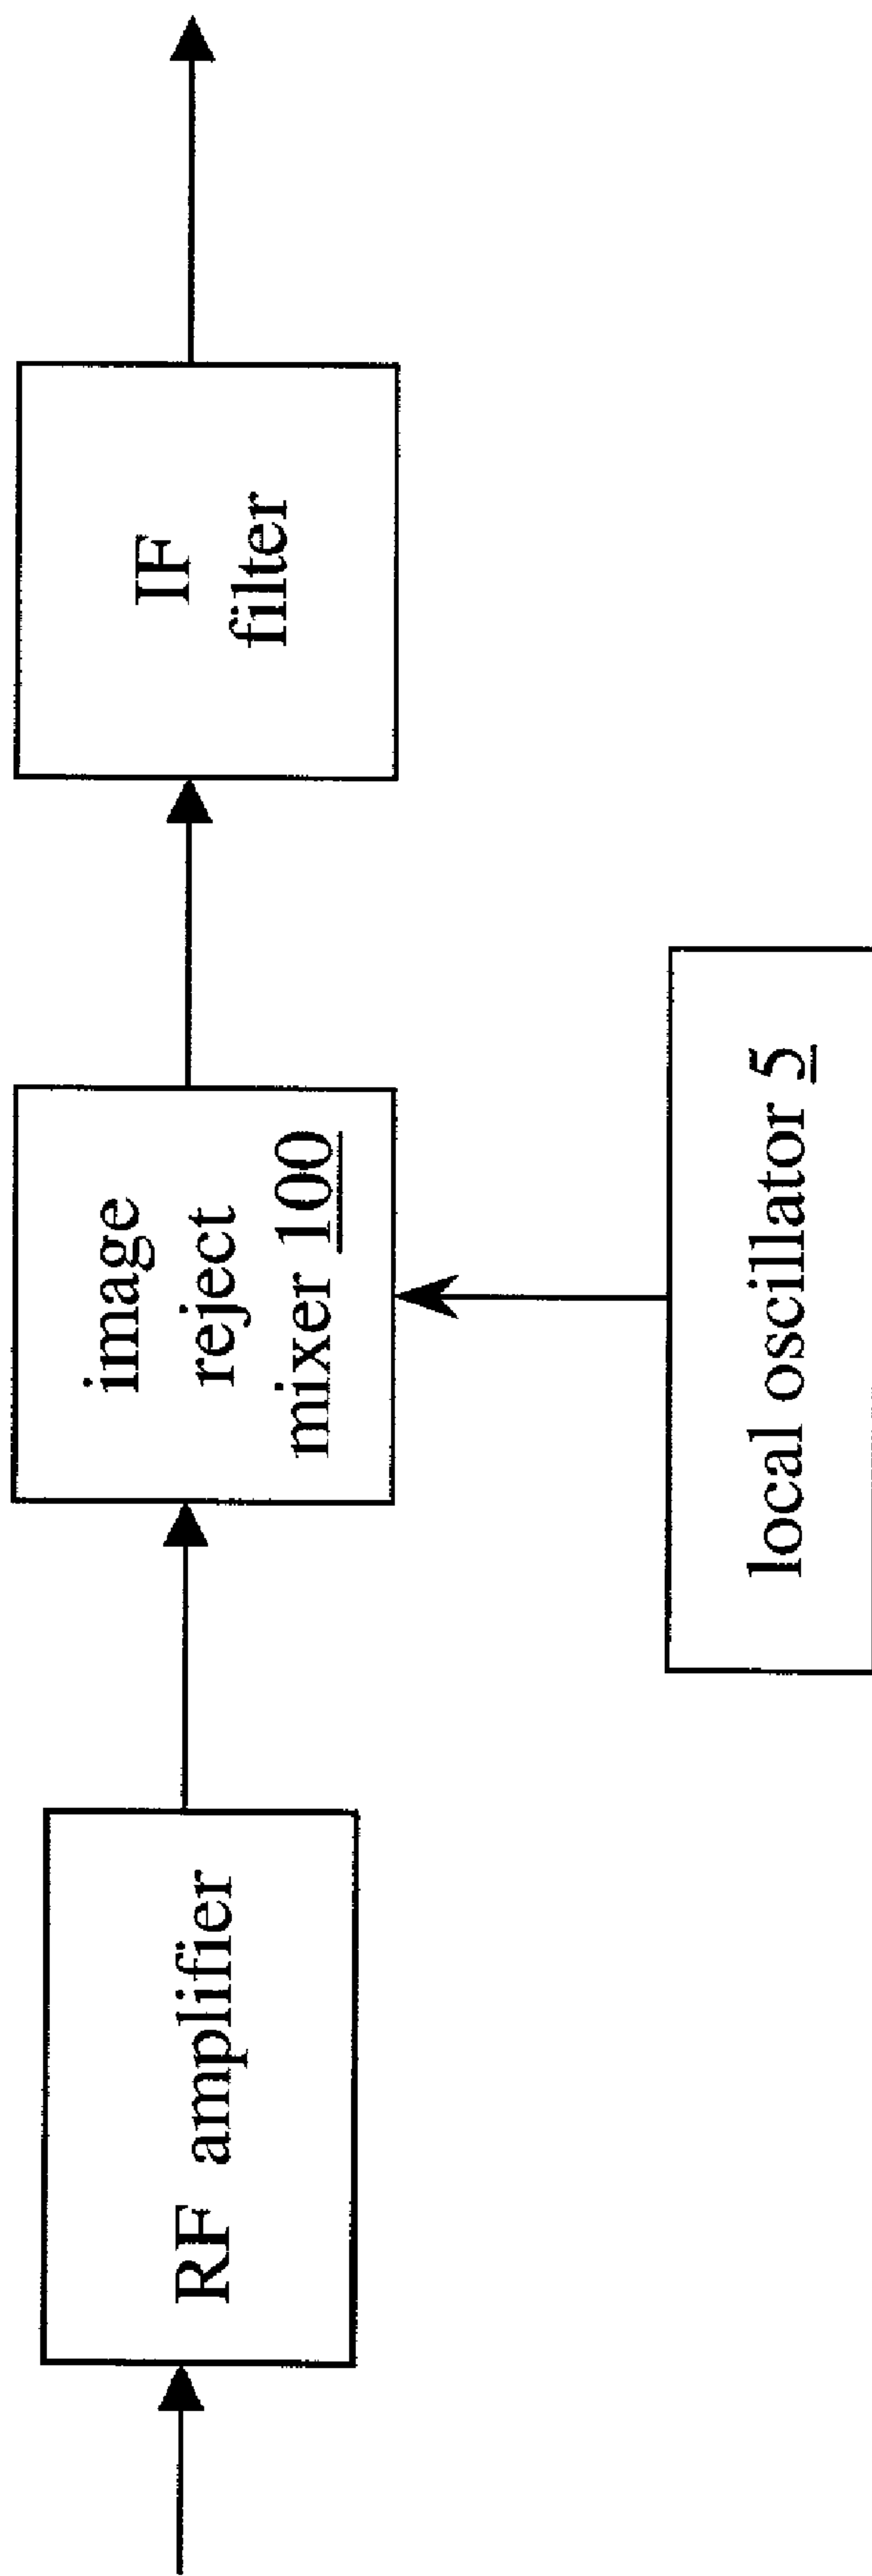 RF amplifier
image
reject
mixer 100
IF
filter
local oscillator 5